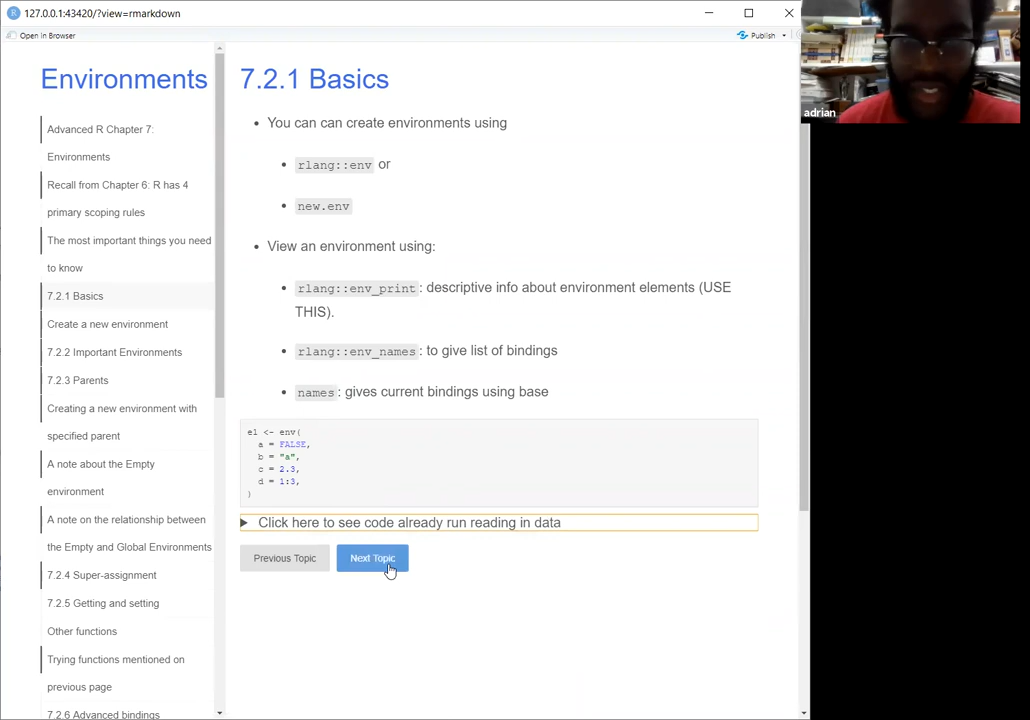 127.0.0.1:43420/?view=rmarkdown
Open in Browser
Publish
adrian
Environments
Advanced R Chapter 7:
Environments
Recall from Chapter 6: R has 4
primary scoping rules
The most important things you need
to know
7.2.1 Basics
Create a new environment
7.2.2 Important Environments
7.2.3 Parents
Creating a new environment with
specified parent
A note about the Empty
environment
A note on the relationship between
the Empty and Global Environments
7.2.4 Super-assignment
7.2.5 Getting and setting
Other functions
Trying functions mentioned on
previous page
7.2.6 Advanced bindings
7.2.1 Basics
• You can can create environments using
• rlang::env or
• new.env
• View an environment using:
• rlang::env_print: descriptive info about environment elements (USE
THIS).
• rlang::env_names: to give list of bindings
• names: gives current bindings using base
e1 <- env(
a = FALSE,
b = "a",
c = 2.3,
d = 1:3,
)
Click here to see code already run reading in data
Previous Topic
Next Topic